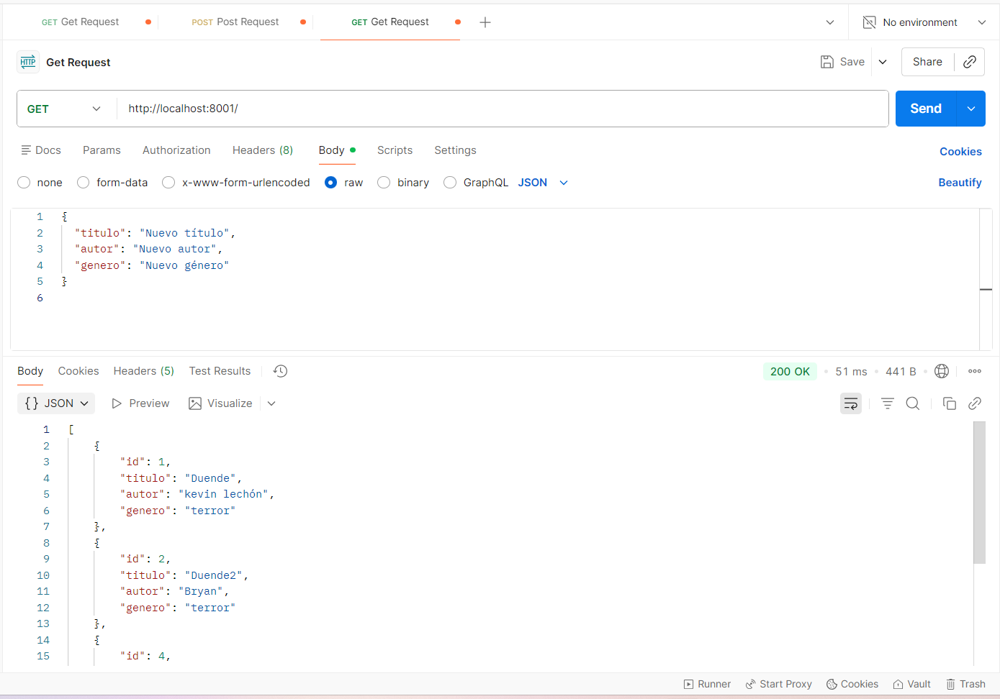 GET Get Request POST Post Request GET Get Request No environment
HTTP Get Request Save Share
GET http://localhost:8001/ Send
Docs Params Authorization Headers (8) Body Scripts Settings Cookies
none form-data x-www-form-urlencoded raw binary GraphQL JSON Beautify
1 {
2 "titulo": "Nuevo título",
3 "autor": "Nuevo autor",
4 "genero": "Nuevo género"
5 }
6
Body Cookies Headers (5) Test Results 200 OK • 51 ms • 441 B •
{} JSON Preview Visualize
1 [
2 {
3 "id": 1,
4 "titulo": "Duende",
5 "autor": "kevin lechón",
6 "genero": "terror"
7 },
8 {
9 "id": 2,
10 "titulo": "Duende2",
11 "autor": "Bryan",
12 "genero": "terror"
13 },
14 {
15 "id": 4,
Runner Start Proxy Cookies Vault Trash